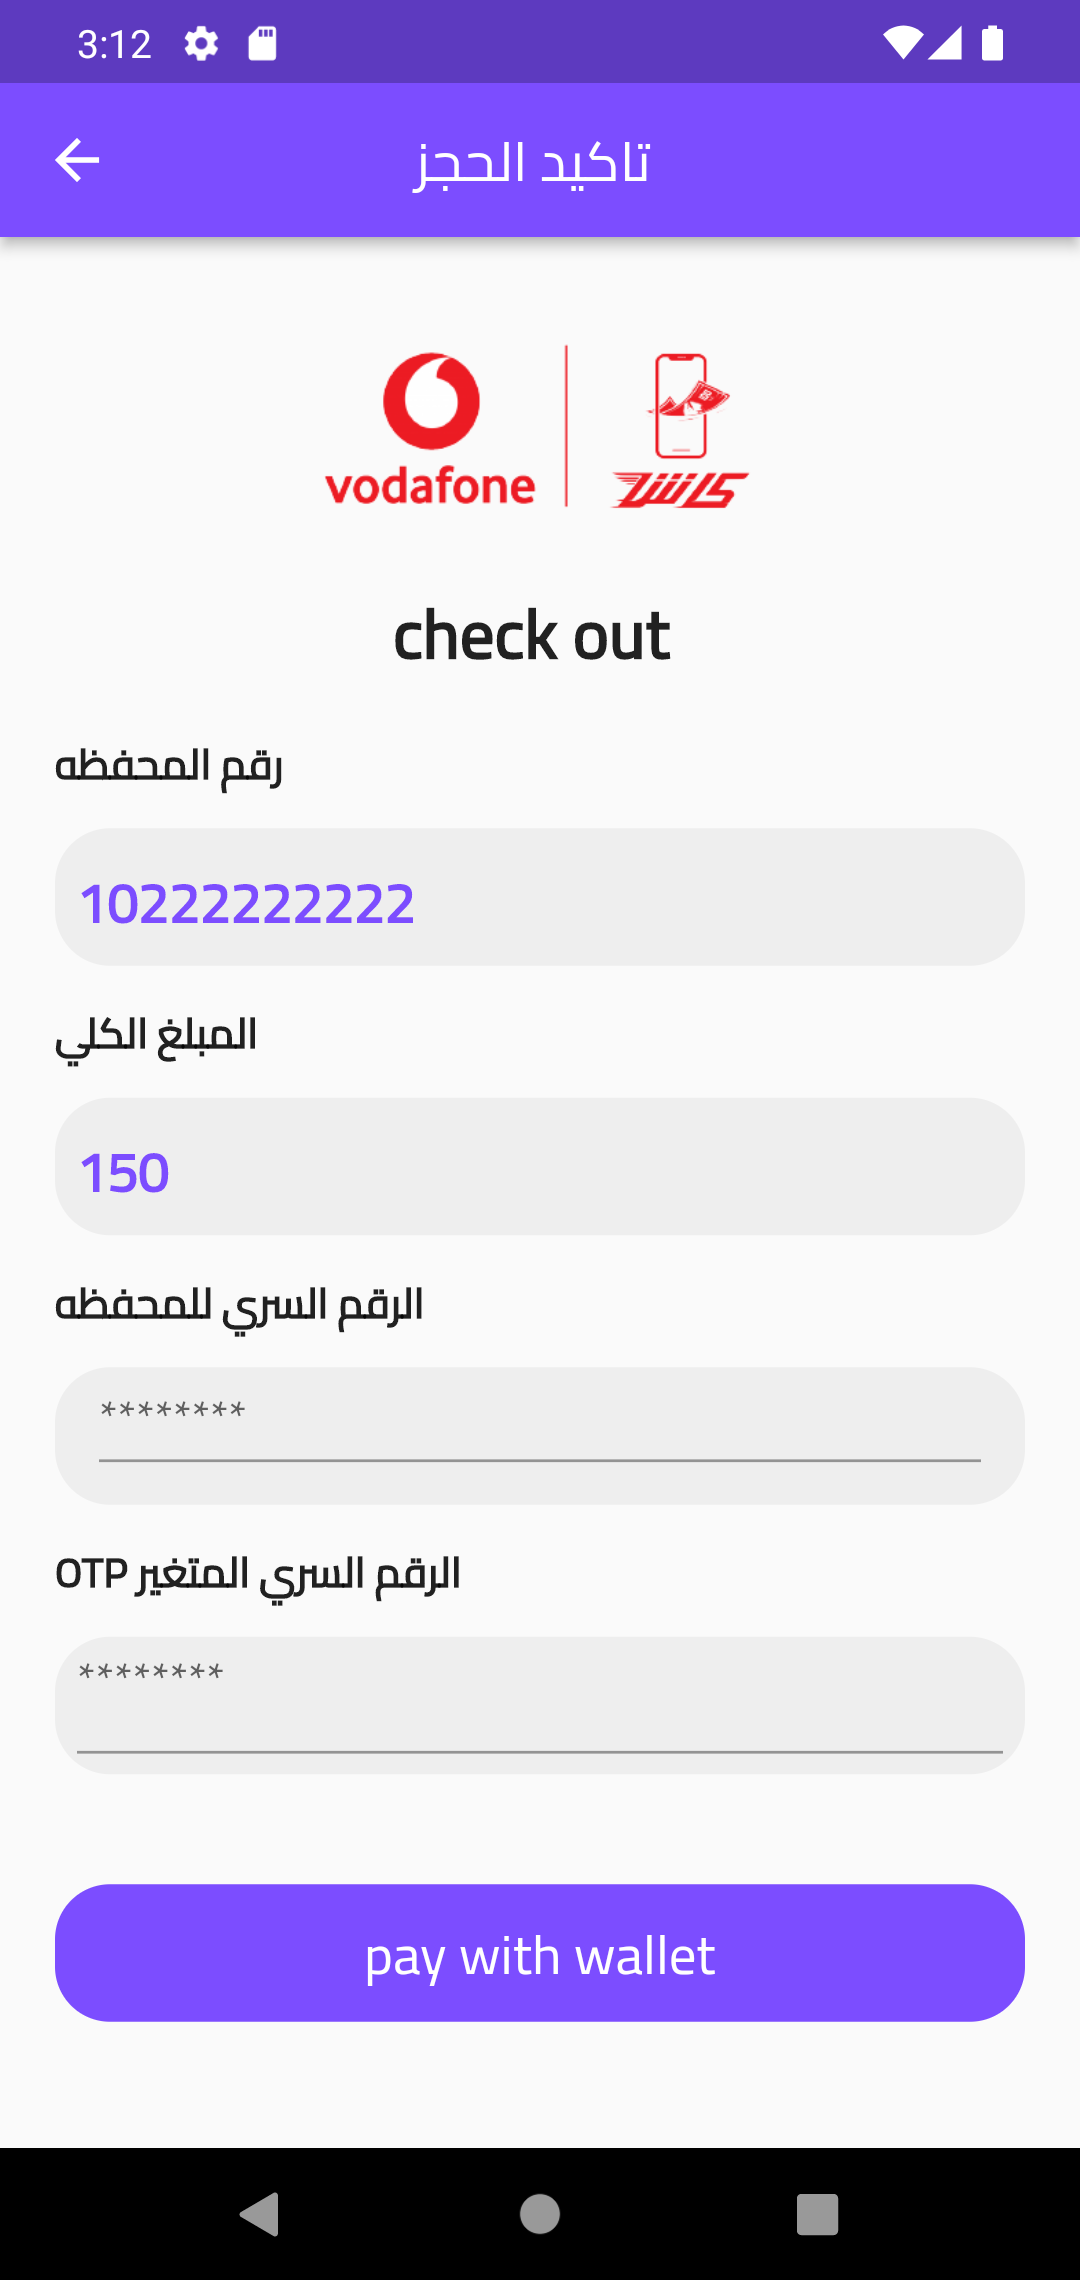 3:12
تاكيد الحجز
vodafone
كاش
check out
رقم المحفظه
10222222222
المبلغ الكلي
150
الرقم السري للمحفظه
********
الرقم السري المتغير OTP
********
pay with wallet